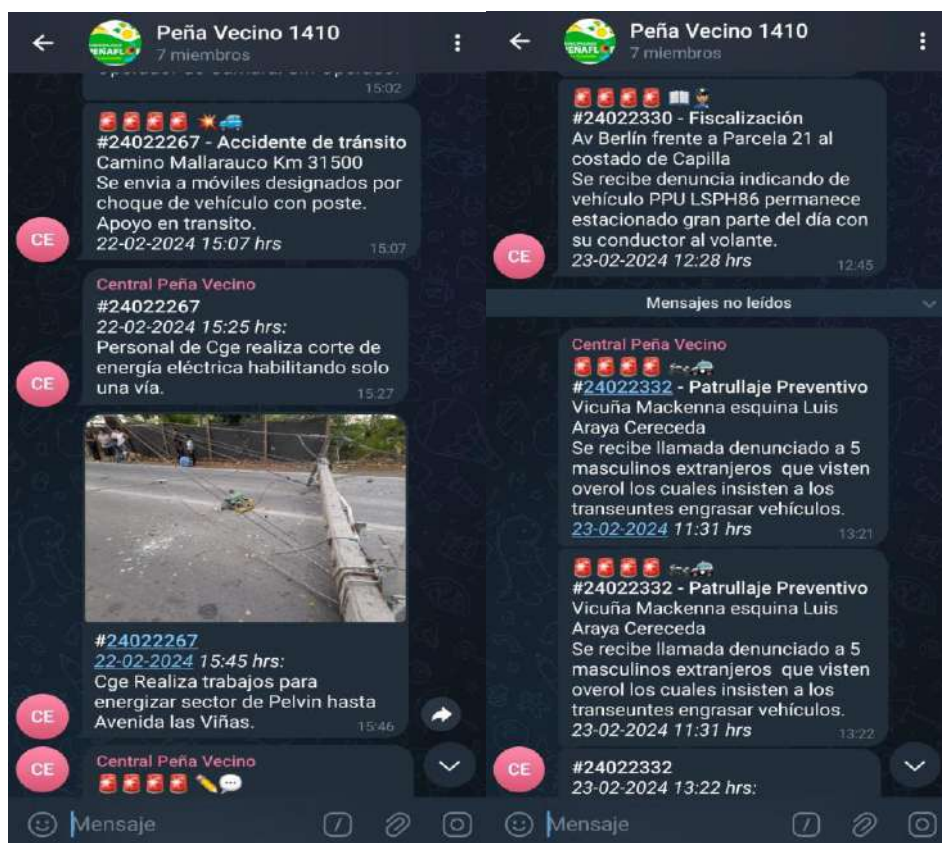 Peña Vecino 1410
7 miembros
15:02
#24022267 - Accidente de tránsito
Camino Mallarauco Km 31500
Se envia a móviles designados por
choque de vehículo con poste.
Apoyo en transito.
22-02-2024 15:07 hrs
15:07
CE
Central Peña Vecino
#24022267
22-02-2024 15:25 hrs:
Personal de Cge realiza corte de
energía eléctrica habilitando solo
una vía.
15:27
CE
#24022267
22-02-2024 15:45 hrs:
Cge Realiza trabajos para
energizar sector de Pelvin hasta
Avenida las Viñas.
15:46
CE
Central Peña Vecino
CE
Mensaje
Peña Vecino 1410
7 miembros
#24022330 - Fiscalización
Av Berlín frente a Parcela 21 al
costado de Capilla
Se recibe denuncia indicando de
vehículo PPU LSPH86 permanece
estacionado gran parte del día con
su conductor al volante.
23-02-2024 12:28 hrs
12:45
CE
Mensajes no leídos
Central Peña Vecino
#24022332 - Patrullaje Preventivo
Vicuña Mackenna esquina Luis
Araya Cereceda
Se recibe llamada denunciado a 5
masculinos extranjeros que visten
overol los cuales insisten a los
transeuntes engrasar vehículos.
23-02-2024 11:31 hrs
13:21
#24022332 - Patrullaje Preventivo
Vicuña Mackenna esquina Luis
Araya Cereceda
Se recibe llamada denunciado a 5
masculinos extranjeros que visten
overol los cuales insisten a los
transeuntes engrasar vehículos.
23-02-2024 11:31 hrs
13:22
CE
#24022332
23-02-2024 13:22 hrs:
Mensaje